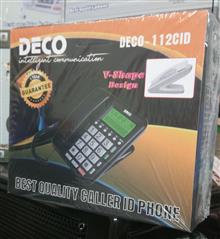 DECO
intelligent communication
DECO-112CID
V-Shape
Design
GUARANTEE
BEST QUALITY CALLER ID PHONE